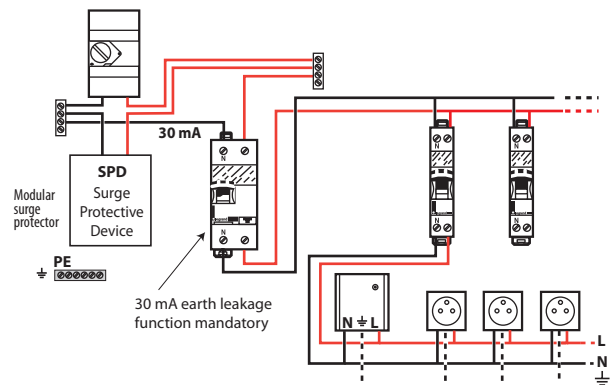 30 mA
N
SPD
Surge
Protective
Device
Modular
surge
protector
PE
30 mA earth leakage
function mandatory
N
N
N
N
N
N L
L
N